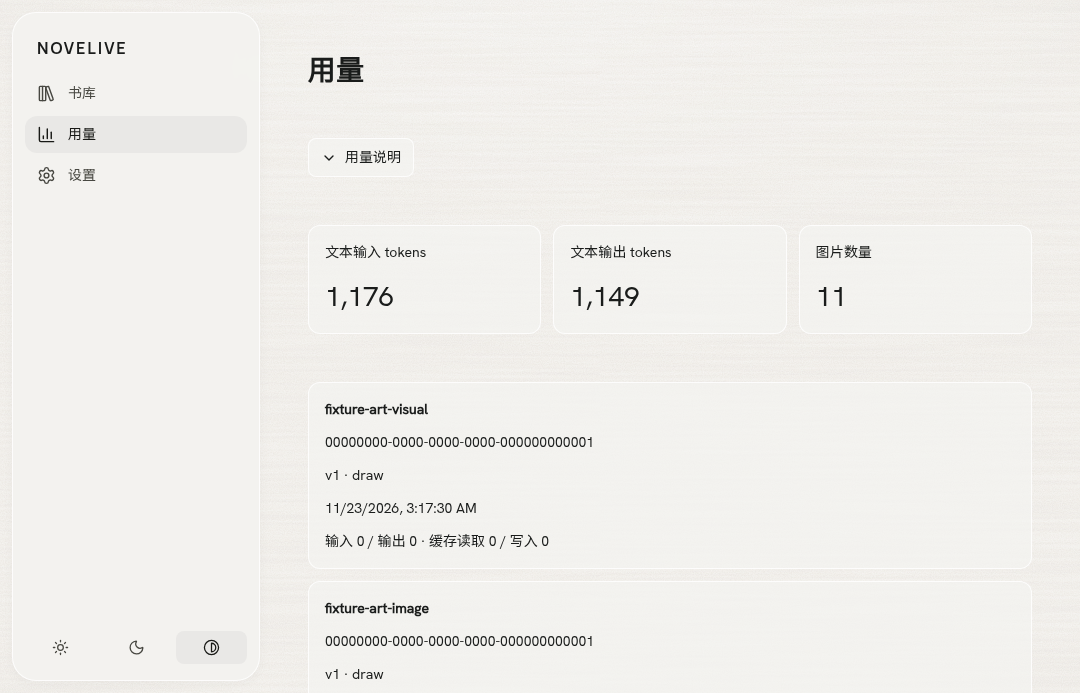 NOVELIVE
书库
用量
设置
用量
用量说明
文本输入 tokens
1,176
文本输出 tokens
1,149
图片数量
11
fixture-art-visual
00000000-0000-0000-0000-000000000001
v1 · draw
11/23/2026, 3:17:30 AM
输入 0 / 输出 0 · 缓存读取 0 / 写入 0
fixture-art-image
00000000-0000-0000-0000-000000000001
v1 · draw